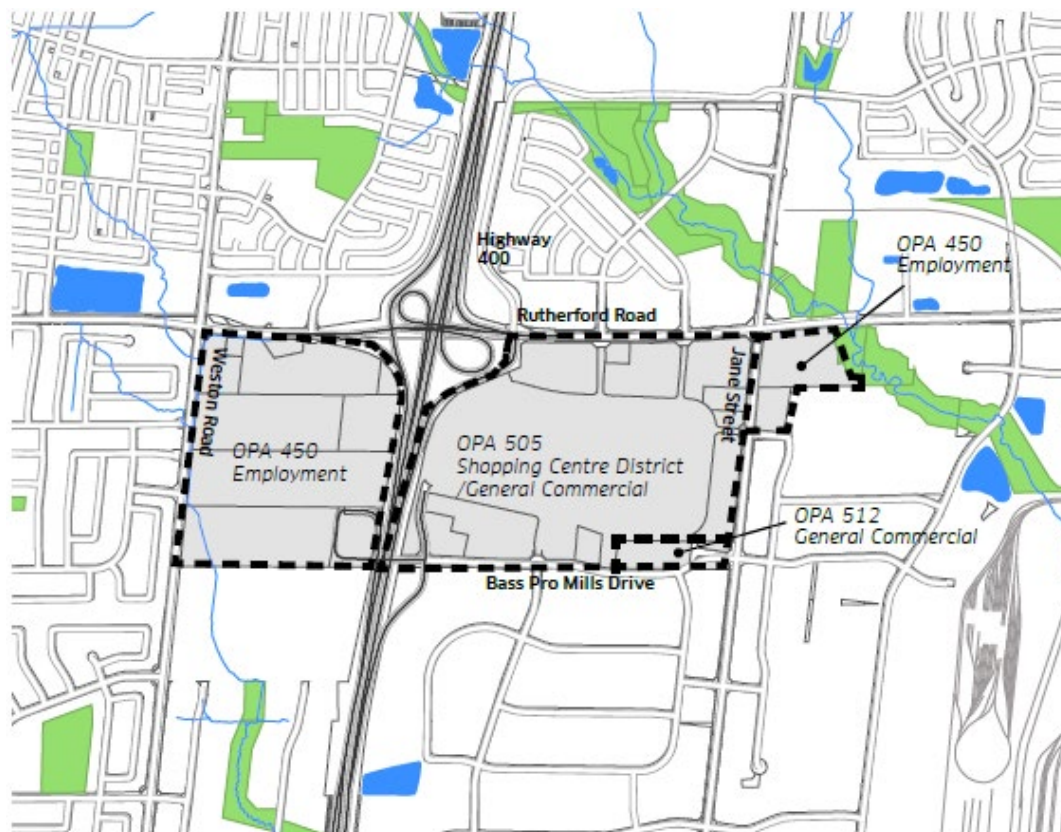 Highway
400
OPA 450
Employment
Rutherford Road
Weston Road
Jane Street
OPA 450
Employment
OPA 505
Shopping Centre District
/General Commercial
OPA 512
General Commercial
Bass Pro Mills Drive